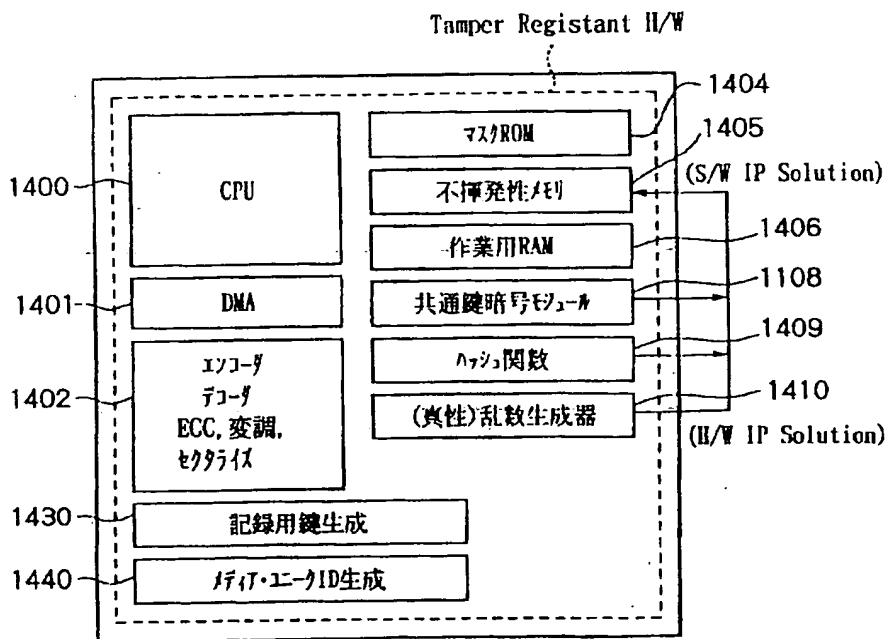 Tamper Registant H/W
1400
CPU
1401
DMA
1402
エンコーダ
デコーダ
ECC, 変調,
セクタライズ
1430
記録用鍵生成
1440
メディア・ユニークID生成
マスクROM
1404
不揮発性メモリ
1405
(S/W IP Solution)
作業用RAM
1406
共通鍵暗号モジュール
1108
ハッシュ関数
1409
(真性)乱数生成器
1410
(H/W IP Solution)